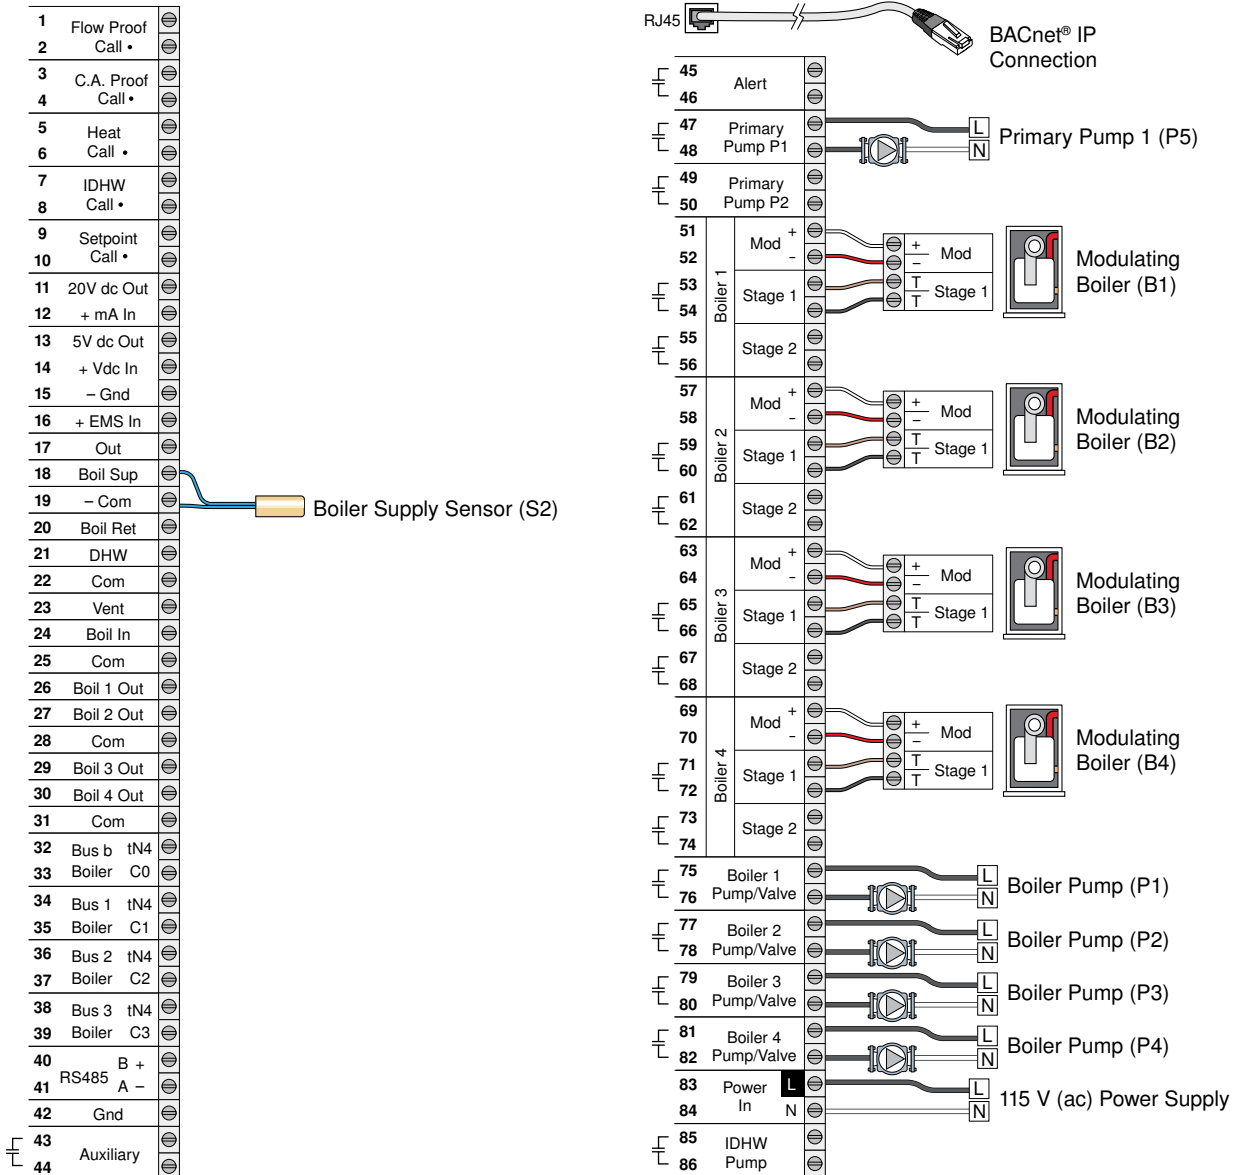 1 Flow Proof
2 Call •
3 C.A. Proof
4 Call •
5 Heat
6 Call •
7 IDHW
8 Call •
9 Setpoint
10 Call •
11 20V dc Out
12 + mA In
13 5V dc Out
14 + Vdc In
15 – Gnd
16 + EMS In
17 Out
18 Boil Sup
19 – Com
Boiler Supply Sensor (S2)
20 Boil Ret
21 DHW
22 Com
23 Vent
24 Boil In
25 Com
26 Boil 1 Out
27 Boil 2 Out
28 Com
29 Boil 3 Out
30 Boil 4 Out
31 Com
32 Bus b tN4
33 Boiler C0
34 Bus 1 tN4
35 Boiler C1
36 Bus 2 tN4
37 Boiler C2
38 Bus 3 tN4
39 Boiler C3
40 B +
RS485
41 A –
42 Gnd
43
Auxiliary
44
RJ45
BACnet® IP
Connection
45
Alert
46
47 Primary L
48 Pump P1 N
Primary Pump 1 (P5)
49 Primary
50 Pump P2
Boiler 1
51 +
Mod
52 –
53
Stage 1
54
55
Stage 2
56
+
Mod
–
T
Stage 1
T
Modulating
Boiler (B1)
Boiler 2
57 +
Mod
58 –
59
Stage 1
60
61
Stage 2
62
+
Mod
–
T
Stage 1
T
Modulating
Boiler (B2)
Boiler 3
63 +
Mod
64 –
65
Stage 1
66
67
Stage 2
68
+
Mod
–
T
Stage 1
T
Modulating
Boiler (B3)
Boiler 4
69 +
Mod
70 –
71
Stage 1
72
73
Stage 2
74
+
Mod
–
T
Stage 1
T
Modulating
Boiler (B4)
75 Boiler 1 L
76 Pump/Valve N
Boiler Pump (P1)
77 Boiler 2 L
78 Pump/Valve N
Boiler Pump (P2)
79 Boiler 3 L
80 Pump/Valve N
Boiler Pump (P3)
81 Boiler 4 L
82 Pump/Valve N
Boiler Pump (P4)
83 Power L L
84 In N N
115 V (ac) Power Supply
85 IDHW
86 Pump